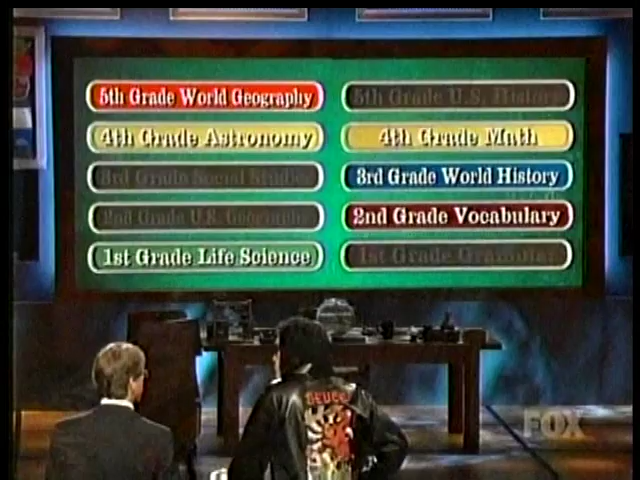 5th Grade World Geography
5th Grade U.S. History
4th Grade Astronomy
4th Grade Math
3rd Grade Social Studies
3rd Grade World History
2nd Grade U.S. Geography
2nd Grade Vocabulary
1st Grade Life Science
1st Grade Grammar
DEUCE
FOX